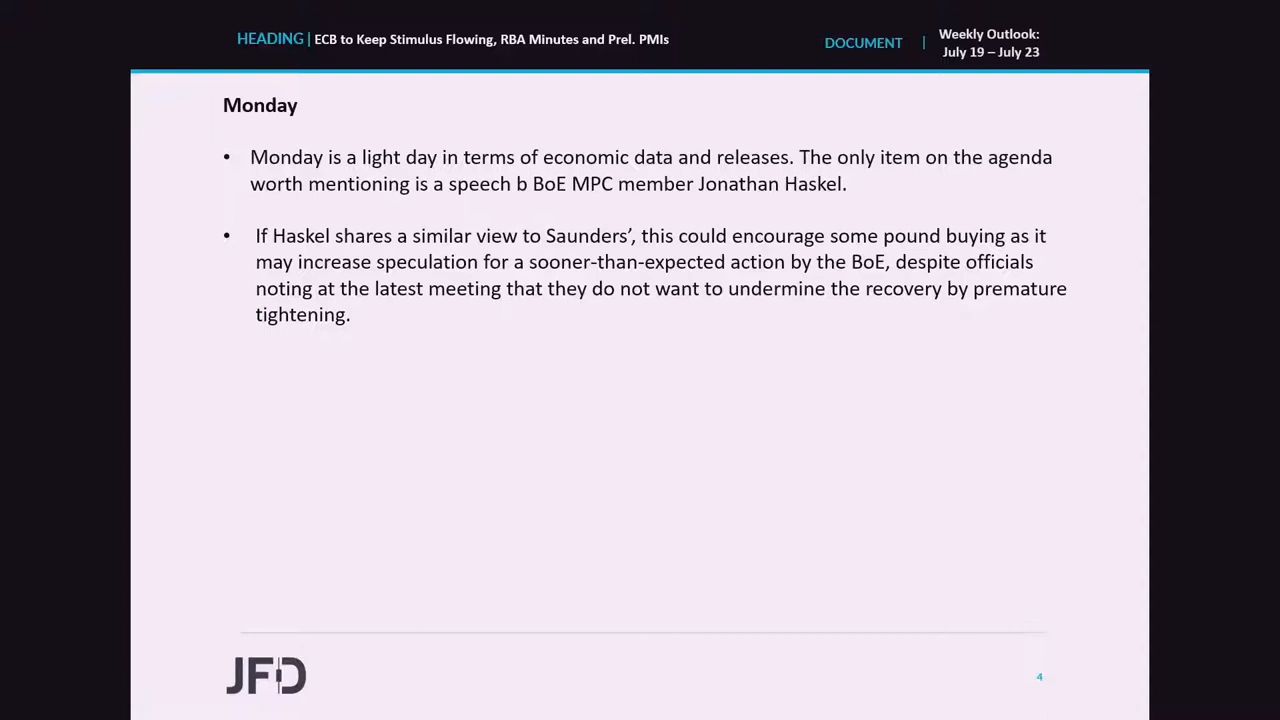 HEADING | ECB to Keep Stimulus Flowing, RBA Minutes and Prel. PMIs
DOCUMENT | Weekly Outlook:
July 19 – July 23
Monday
• Monday is a light day in terms of economic data and releases. The only item on the agenda
worth mentioning is a speech b BoE MPC member Jonathan Haskel.
• If Haskel shares a similar view to Saunders’, this could encourage some pound buying as it
may increase speculation for a sooner-than-expected action by the BoE, despite officials
noting at the latest meeting that they do not want to undermine the recovery by premature
tightening.
JFD
4